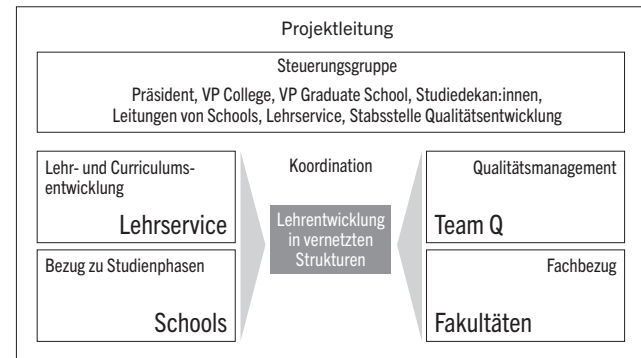 Projektleitung
Steuerungsgruppe
Präsident, VP College, VP Graduate School, Studiedekan:innen,
Leitungen von Schools, Lehrservice, Stabsstelle Qualitätsentwicklung
Lehr- und Curriculums-
entwicklung
Lehrservice
Bezug zu Studienphasen
Schools
Koordination
Lehrentwicklung
in vernetzten
Strukturen
Qualitätsmanagement
Team Q
Fachbezug
Fakultäten